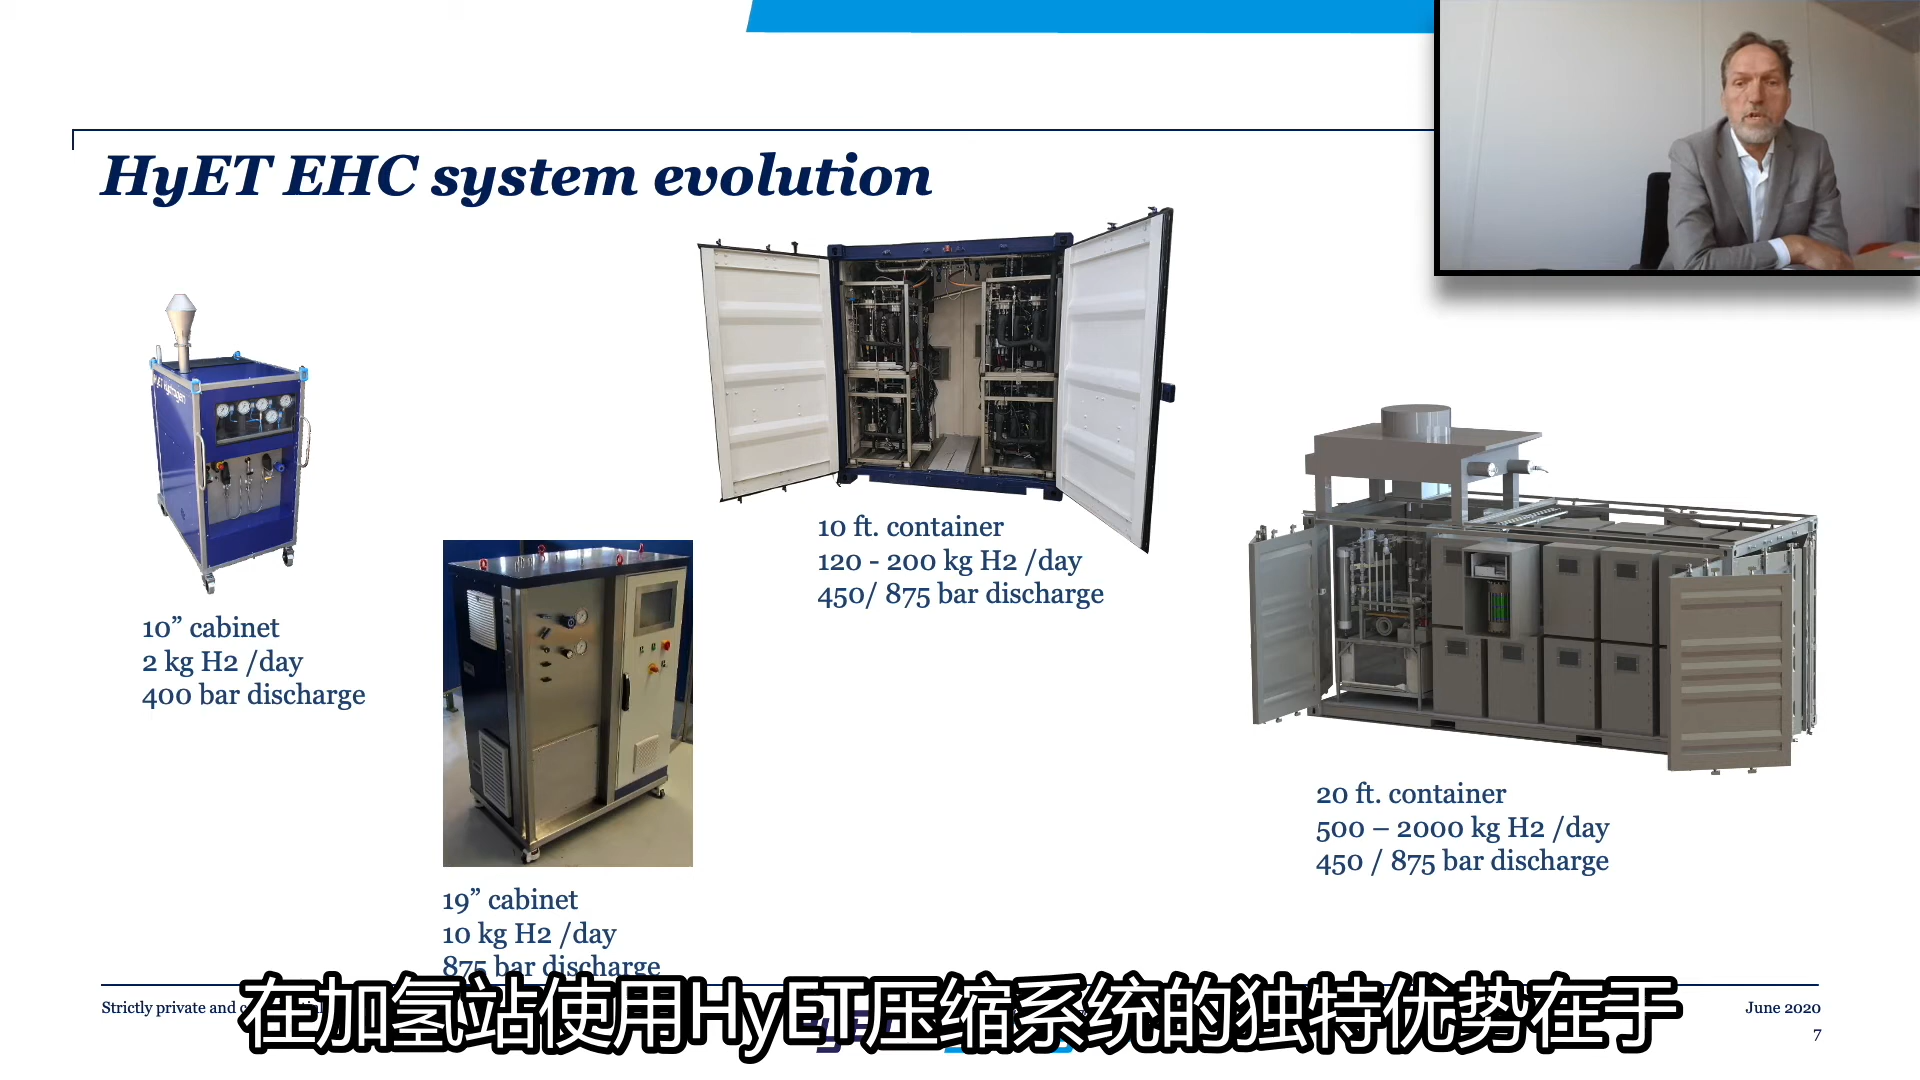 HyET EHC system evolution
10” cabinet
2 kg H2 /day
400 bar discharge
19” cabinet
10 kg H2 /day
875 bar discharge
10 ft. container
120 - 200 kg H2 /day
450/ 875 bar discharge
20 ft. container
500 – 2000 kg H2 /day
450 / 875 bar discharge
Strictly private and
June 2020
7
在加氢站使用HyET压缩系统的独特优势在于